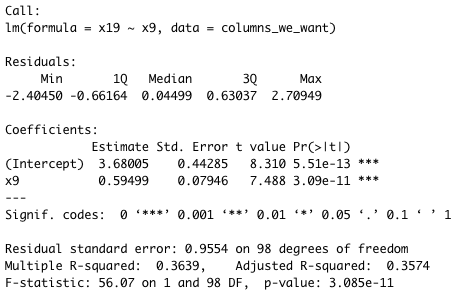 Call:
lm(formula = x19 ~ x9, data = columns_we_want)
Residuals:
Min 1Q Median 3Q Max
-2.40450 -0.66164 0.04499 0.63037 2.70949
Coefficients:
Estimate Std. Error t value Pr(>|t|)
(Intercept) 3.68005 0.44285 8.310 5.51e-13 ***
x9 0.59499 0.07946 7.488 3.09e-11 ***
---
Signif. codes: 0 ‘***’ 0.001 ‘**’ 0.01 ‘*’ 0.05 ‘.’ 0.1 ‘ ’ 1
Residual standard error: 0.9554 on 98 degrees of freedom
Multiple R-squared: 0.3639, Adjusted R-squared: 0.3574
F-statistic: 56.07 on 1 and 98 DF, p-value: 3.085e-11